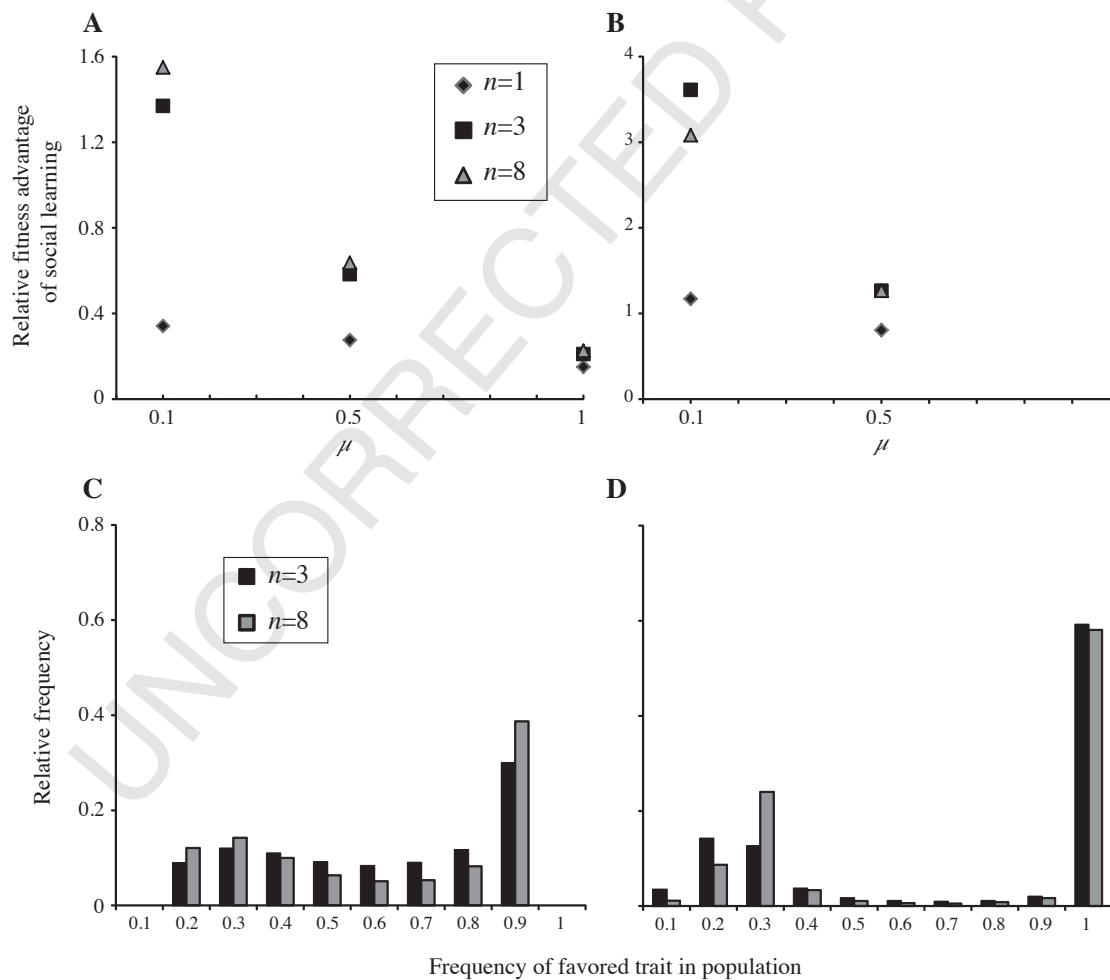 A
B
1.6
1.2
0.8
0.4
0
4
3
2
1
0
n=1
n=3
n=8
Relative fitness advantage
of social learning
0.1
0.5
1
μ
0.1
0.5
μ
UNCORRECTED P
C
D
0.8
0.6
0.4
0.2
0
n=3
n=8
Relative frequency
0.1 0.2 0.3 0.4 0.5 0.6 0.7 0.8 0.9 1
0.1 0.2 0.3 0.4 0.5 0.6 0.7 0.8 0.9 1
Frequency of favored trait in population